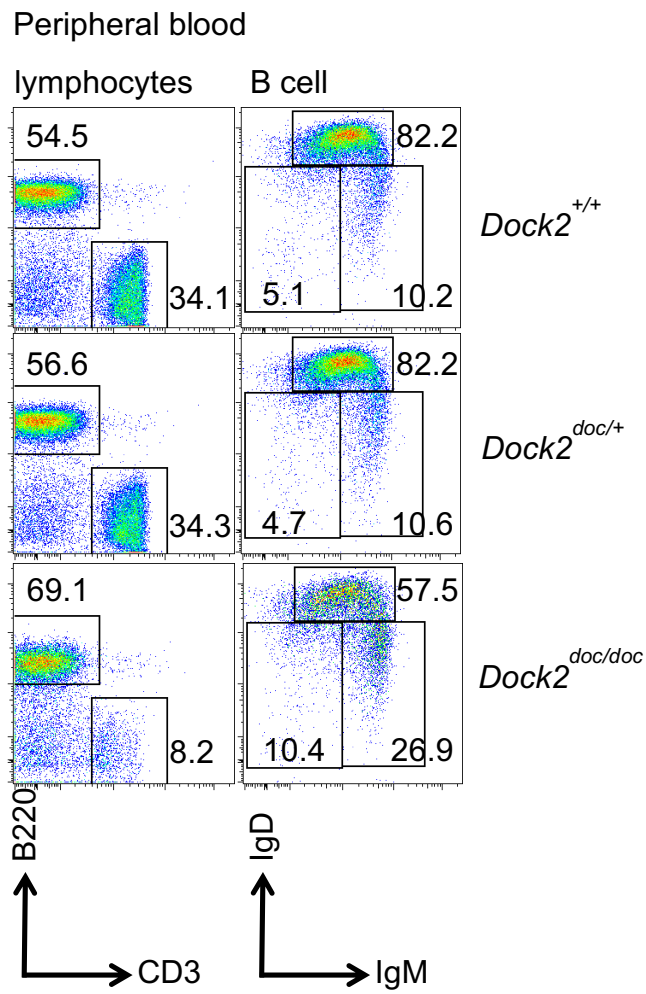 Peripheral blood
lymphocytes B cell
54.5 82.2
Dock2+/+
34.1 5.1 10.2
56.6 82.2
Dock2doc/+
34.3 4.7 10.6
69.1 57.5
Dock2doc/doc
8.2 10.4 26.9
B220 IgD
CD3 IgM